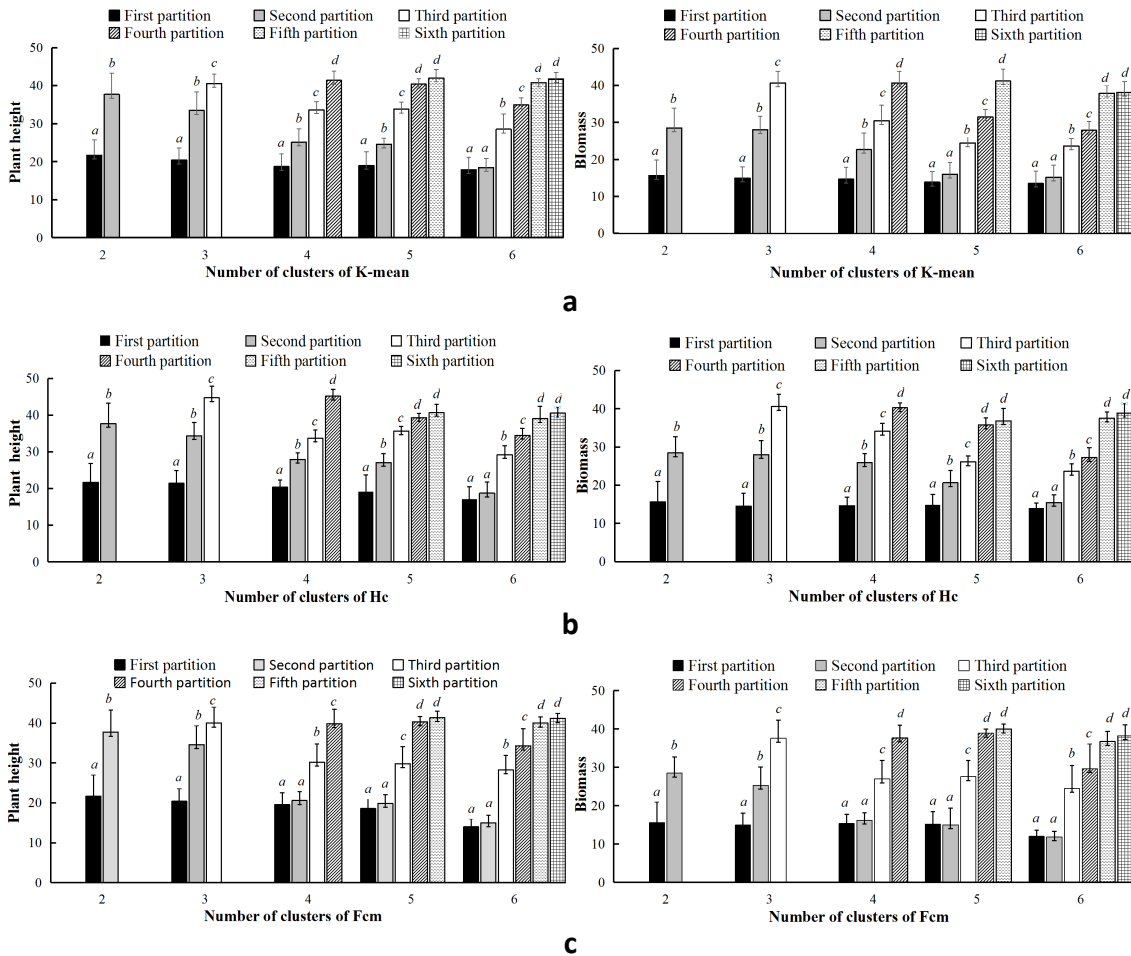 First partition Second partition Third partition
Fourth partition Fifth partition Sixth partition
Plant height
50
40
30
20
10
0
a b
a b c
a b c d
a b c d d
a a b c d d
2 3 4 5 6
Number of clusters of K-mean
First partition Second partition Third partition
Fourth partition Fifth partition Sixth partition
BIomass
50
40
30
20
10
0
a b
a b c
a b c d
a a b c d
a a b c d d
2 3 4 5 6
Number of clusters of K-mean
a
First partition Second partition Third partition
Fourth partition Fifth partition Sixth partition
Plant height
50
40
30
20
10
0
a b
a b c
a b c d
a b c d d
a a b c d d
2 3 4 5 6
Number of clusters of Hc
First partition Second partition Third partition
Fourth partition Fifth partition Sixth partition
Biomass
50
40
30
20
10
0
a b
a b c
a b c d
a b c d d
a a b c d d
2 3 4 5 6
Number of clusters of Hc
b
First partition Second partition Third partition
Fourth partition Fifth partition Sixth partition
Plant height
50
40
30
20
10
0
a b
a b c
a a b c
a a c d d
a a b c d d
2 3 4 5 6
Number of clusters of Fcm
First partition Second partition Third partition
Fourth partition Fifth partition Sixth partition
Biomass
50
40
30
20
10
0
a b
a b c
a a c d
a a c d d
a a b c d d
2 3 4 5 6
Number of clusters of Fcm
c